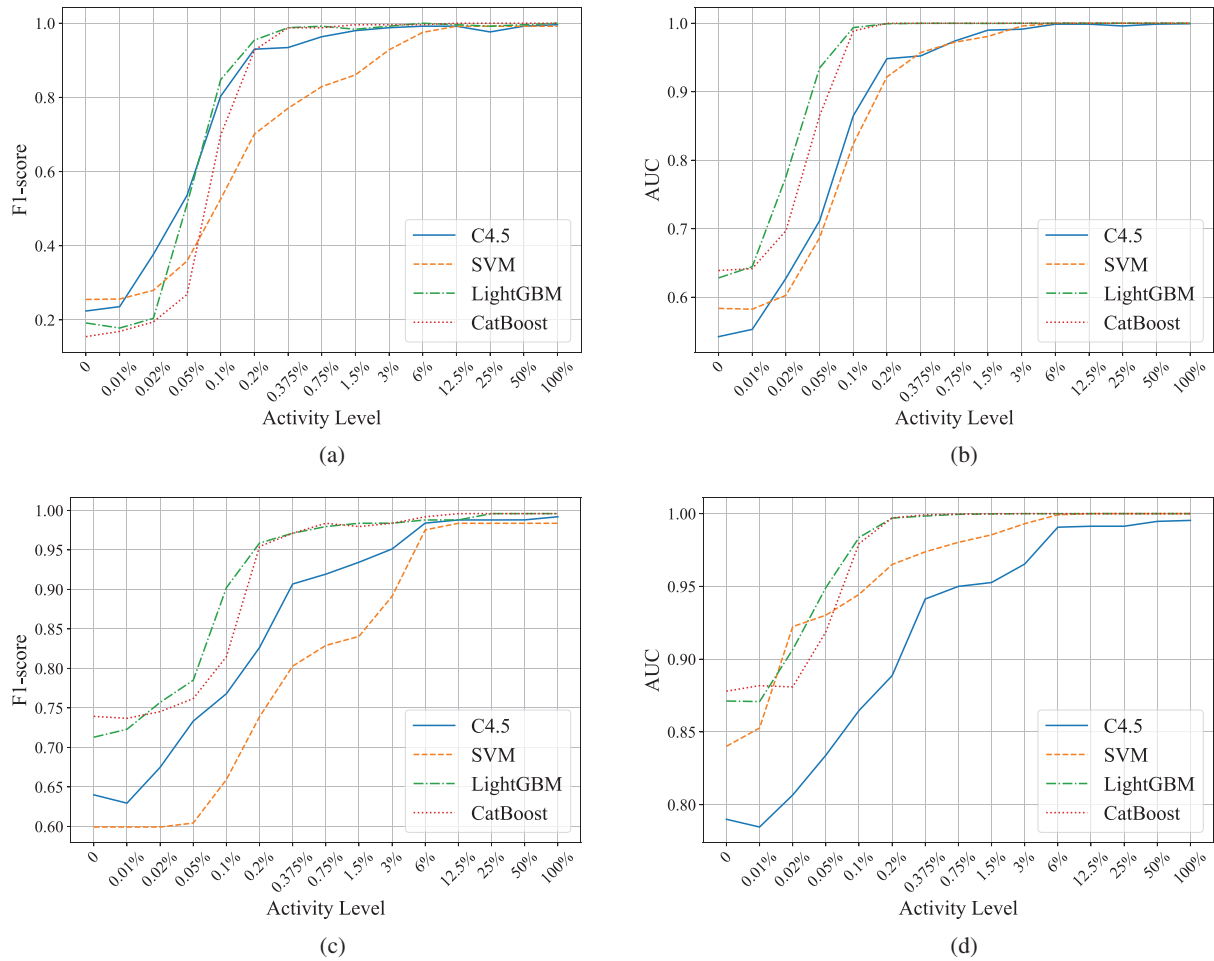 1.0
0.8
0.6
0.4
0.2
F1-score
C4.5
SVM
LightGBM
CatBoost
0 0.01% 0.02% 0.05% 0.1% 0.2% 0.375% 0.75% 1.5% 3% 6% 12.5% 25% 50% 100%
Activity Level
(a)
1.0
0.9
0.8
0.7
0.6
AUC
C4.5
SVM
LightGBM
CatBoost
0 0.01% 0.02% 0.05% 0.1% 0.2% 0.375% 0.75% 1.5% 3% 6% 12.5% 25% 50% 100%
Activity Level
(b)
1.00
0.95
0.90
0.85
0.80
0.75
0.70
0.65
0.60
F1-score
C4.5
SVM
LightGBM
CatBoost
0 0.01% 0.02% 0.05% 0.1% 0.2% 0.375% 0.75% 1.5% 3% 6% 12.5% 25% 50% 100%
Activity Level
(c)
1.00
0.95
0.90
0.85
0.80
AUC
C4.5
SVM
LightGBM
CatBoost
0 0.01% 0.02% 0.05% 0.1% 0.2% 0.375% 0.75% 1.5% 3% 6% 12.5% 25% 50% 100%
Activity Level
(d)